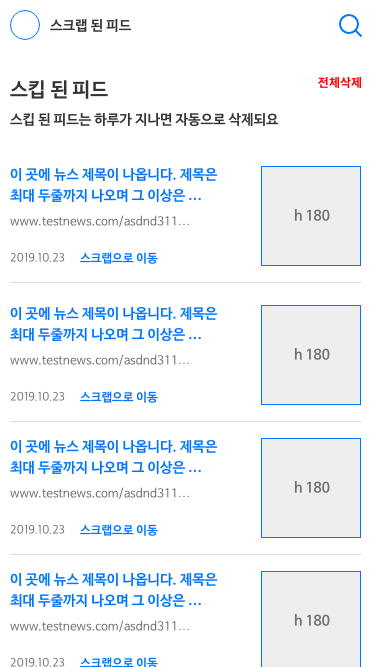 스크랩 된 피드
스킵 된 피드
전체삭제
스킵 된 피드는 하루가 지나면 자동으로 삭제되요
이 곳에 뉴스 제목이 나옵니다. 제목은
최대 두줄까지 나오며 그 이상은 ...
www.testnews.com/asdnd311...
2019.10.23 스크랩으로 이동
h 180
이 곳에 뉴스 제목이 나옵니다. 제목은
최대 두줄까지 나오며 그 이상은 ...
www.testnews.com/asdnd311...
2019.10.23 스크랩으로 이동
h 180
이 곳에 뉴스 제목이 나옵니다. 제목은
최대 두줄까지 나오며 그 이상은 ...
www.testnews.com/asdnd311...
2019.10.23 스크랩으로 이동
h 180
이 곳에 뉴스 제목이 나옵니다. 제목은
최대 두줄까지 나오며 그 이상은 ...
www.testnews.com/asdnd311...
2019.10.23 스크랩으로 이동
h 180